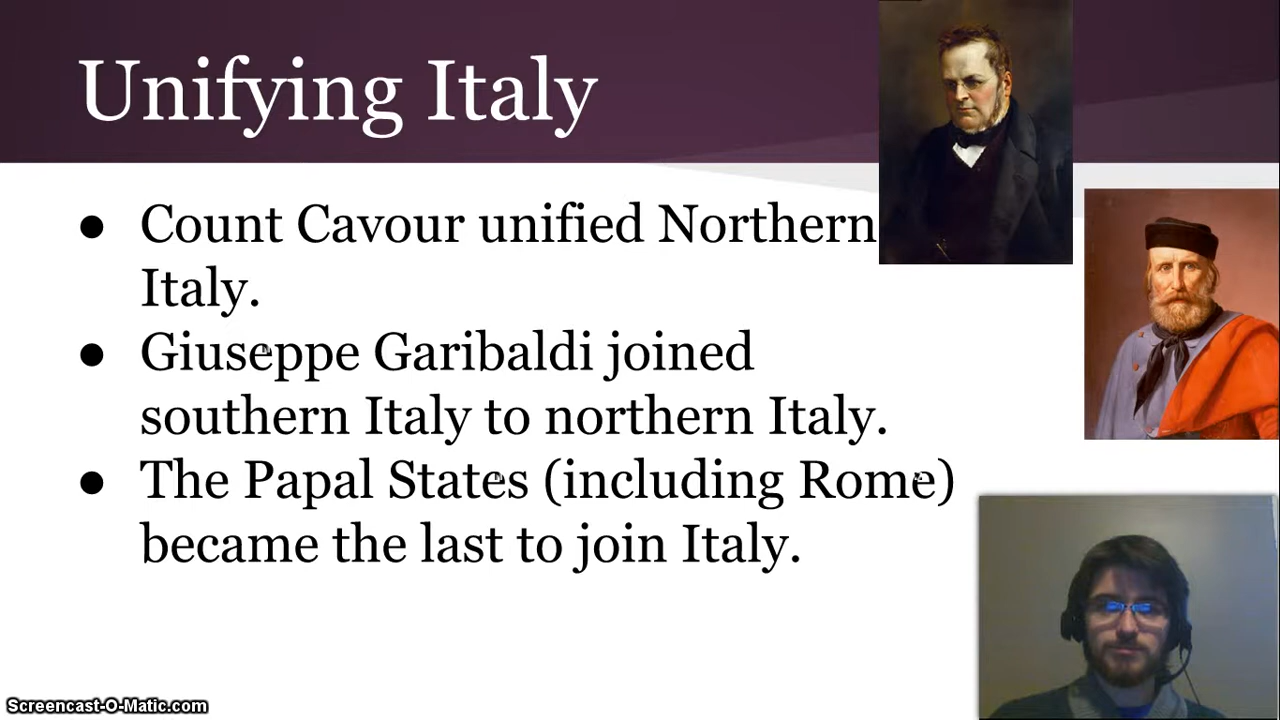 Unifying Italy
● Count Cavour unified Northern
Italy.
● Giuseppe Garibaldi joined
southern Italy to northern Italy.
● The Papal States (including Rome)
became the last to join Italy.
Screencast-O-Matic.com